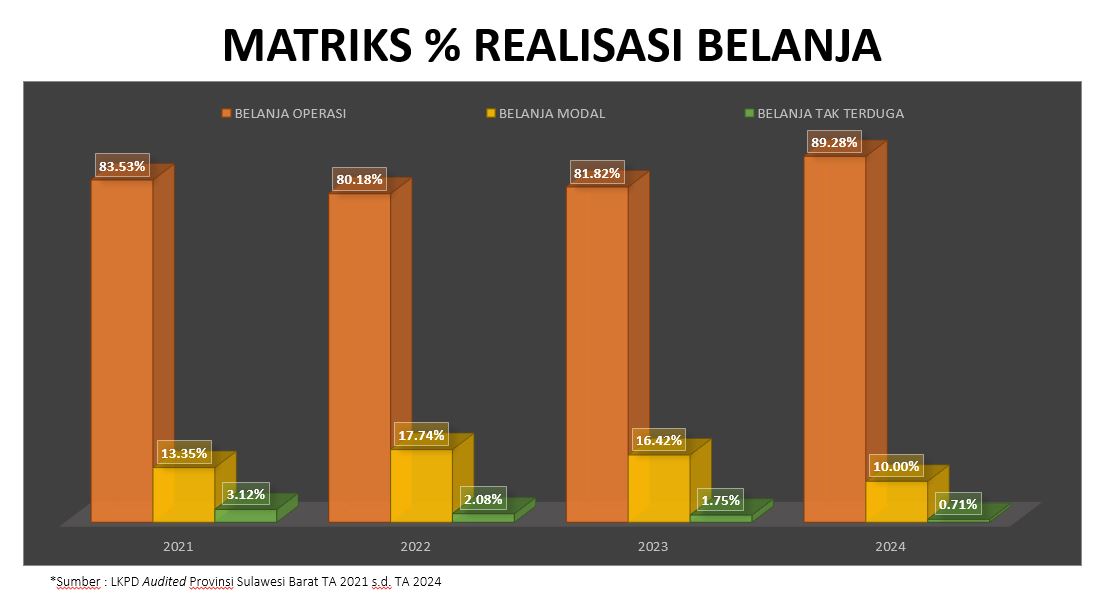 MATRIKS % REALISASI BELANJA
BELANJA OPERASI BELANJA MODAL BELANJA TAK TERDUGA
83.53% 80.18% 81.82% 89.28%
13.35% 17.74% 16.42% 10.00%
3.12% 2.08% 1.75% 0.71%
2021 2022 2023 2024
*Sumber : LKPD Audited Provinsi Sulawesi Barat TA 2021 s.d. TA 2024